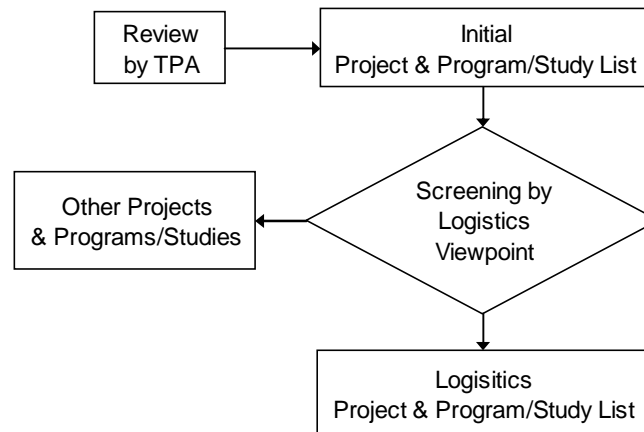 Review
by TPA
Initial
Project & Program/Study List
Screening by
Logistics
Viewpoint
Other Projects
& Programs/Studies
Logisitics
Project & Program/Study List